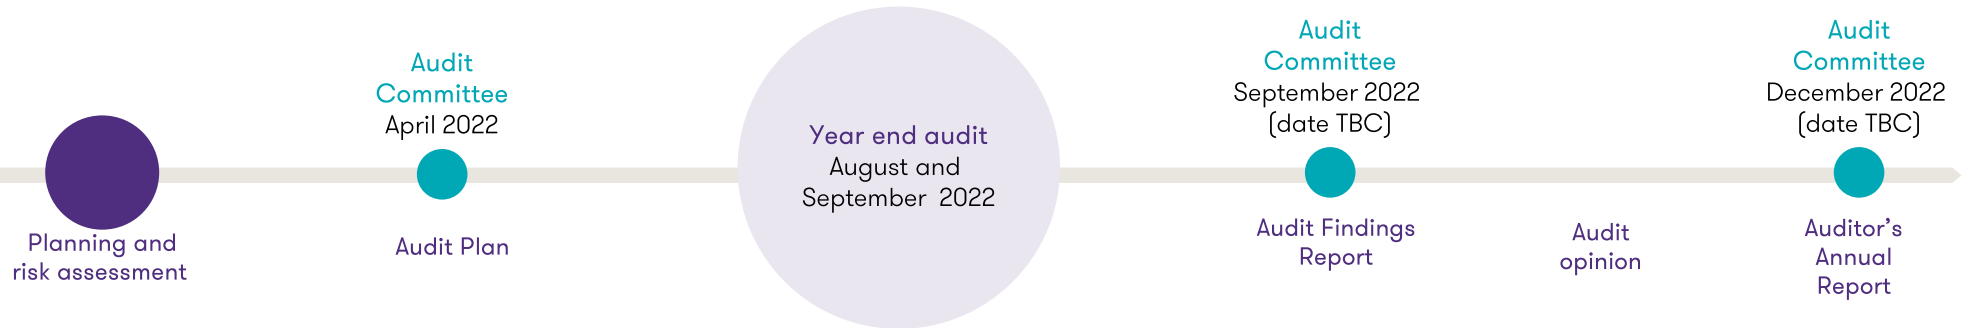 Planning and
risk assessment
Audit
Committee
April 2022
Audit Plan
Year end audit
August and
September  2022
Audit
Committee
September 2022
(date TBC)
Audit Findings
Report
Audit
opinion
Audit
Committee
December 2022
(date TBC)
Auditor’s
Annual
Report